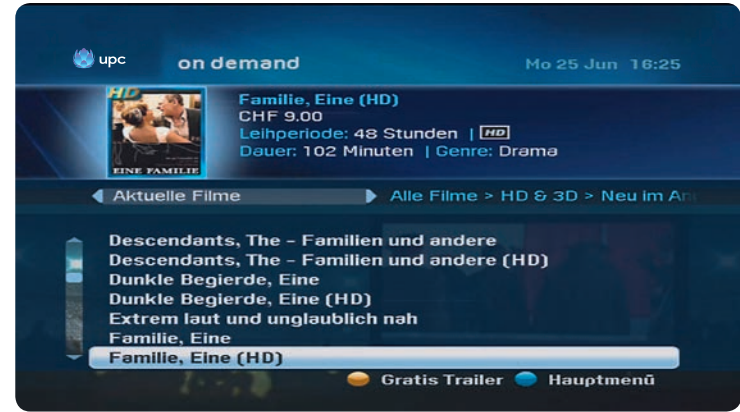 upc on demand Mo 25 Jun 16:25
HD
EINE FAMILIE
Familie, Eine (HD)
CHF 9.00
Leihperiode: 48 Stunden | HD
Dauer: 102 Minuten | Genre: Drama
Aktuelle Filme Alle Filme > HD & 3D > Neu im An
Descendants, The - Familien und andere
Descendants, The - Familien und andere (HD)
Dunkle Begierde, Eine
Dunkle Begierde, Eine (HD)
Extrem laut und unglaublich nah
Familie, Eine
Familie, Eine (HD)
Gratis Trailer Hauptmenü